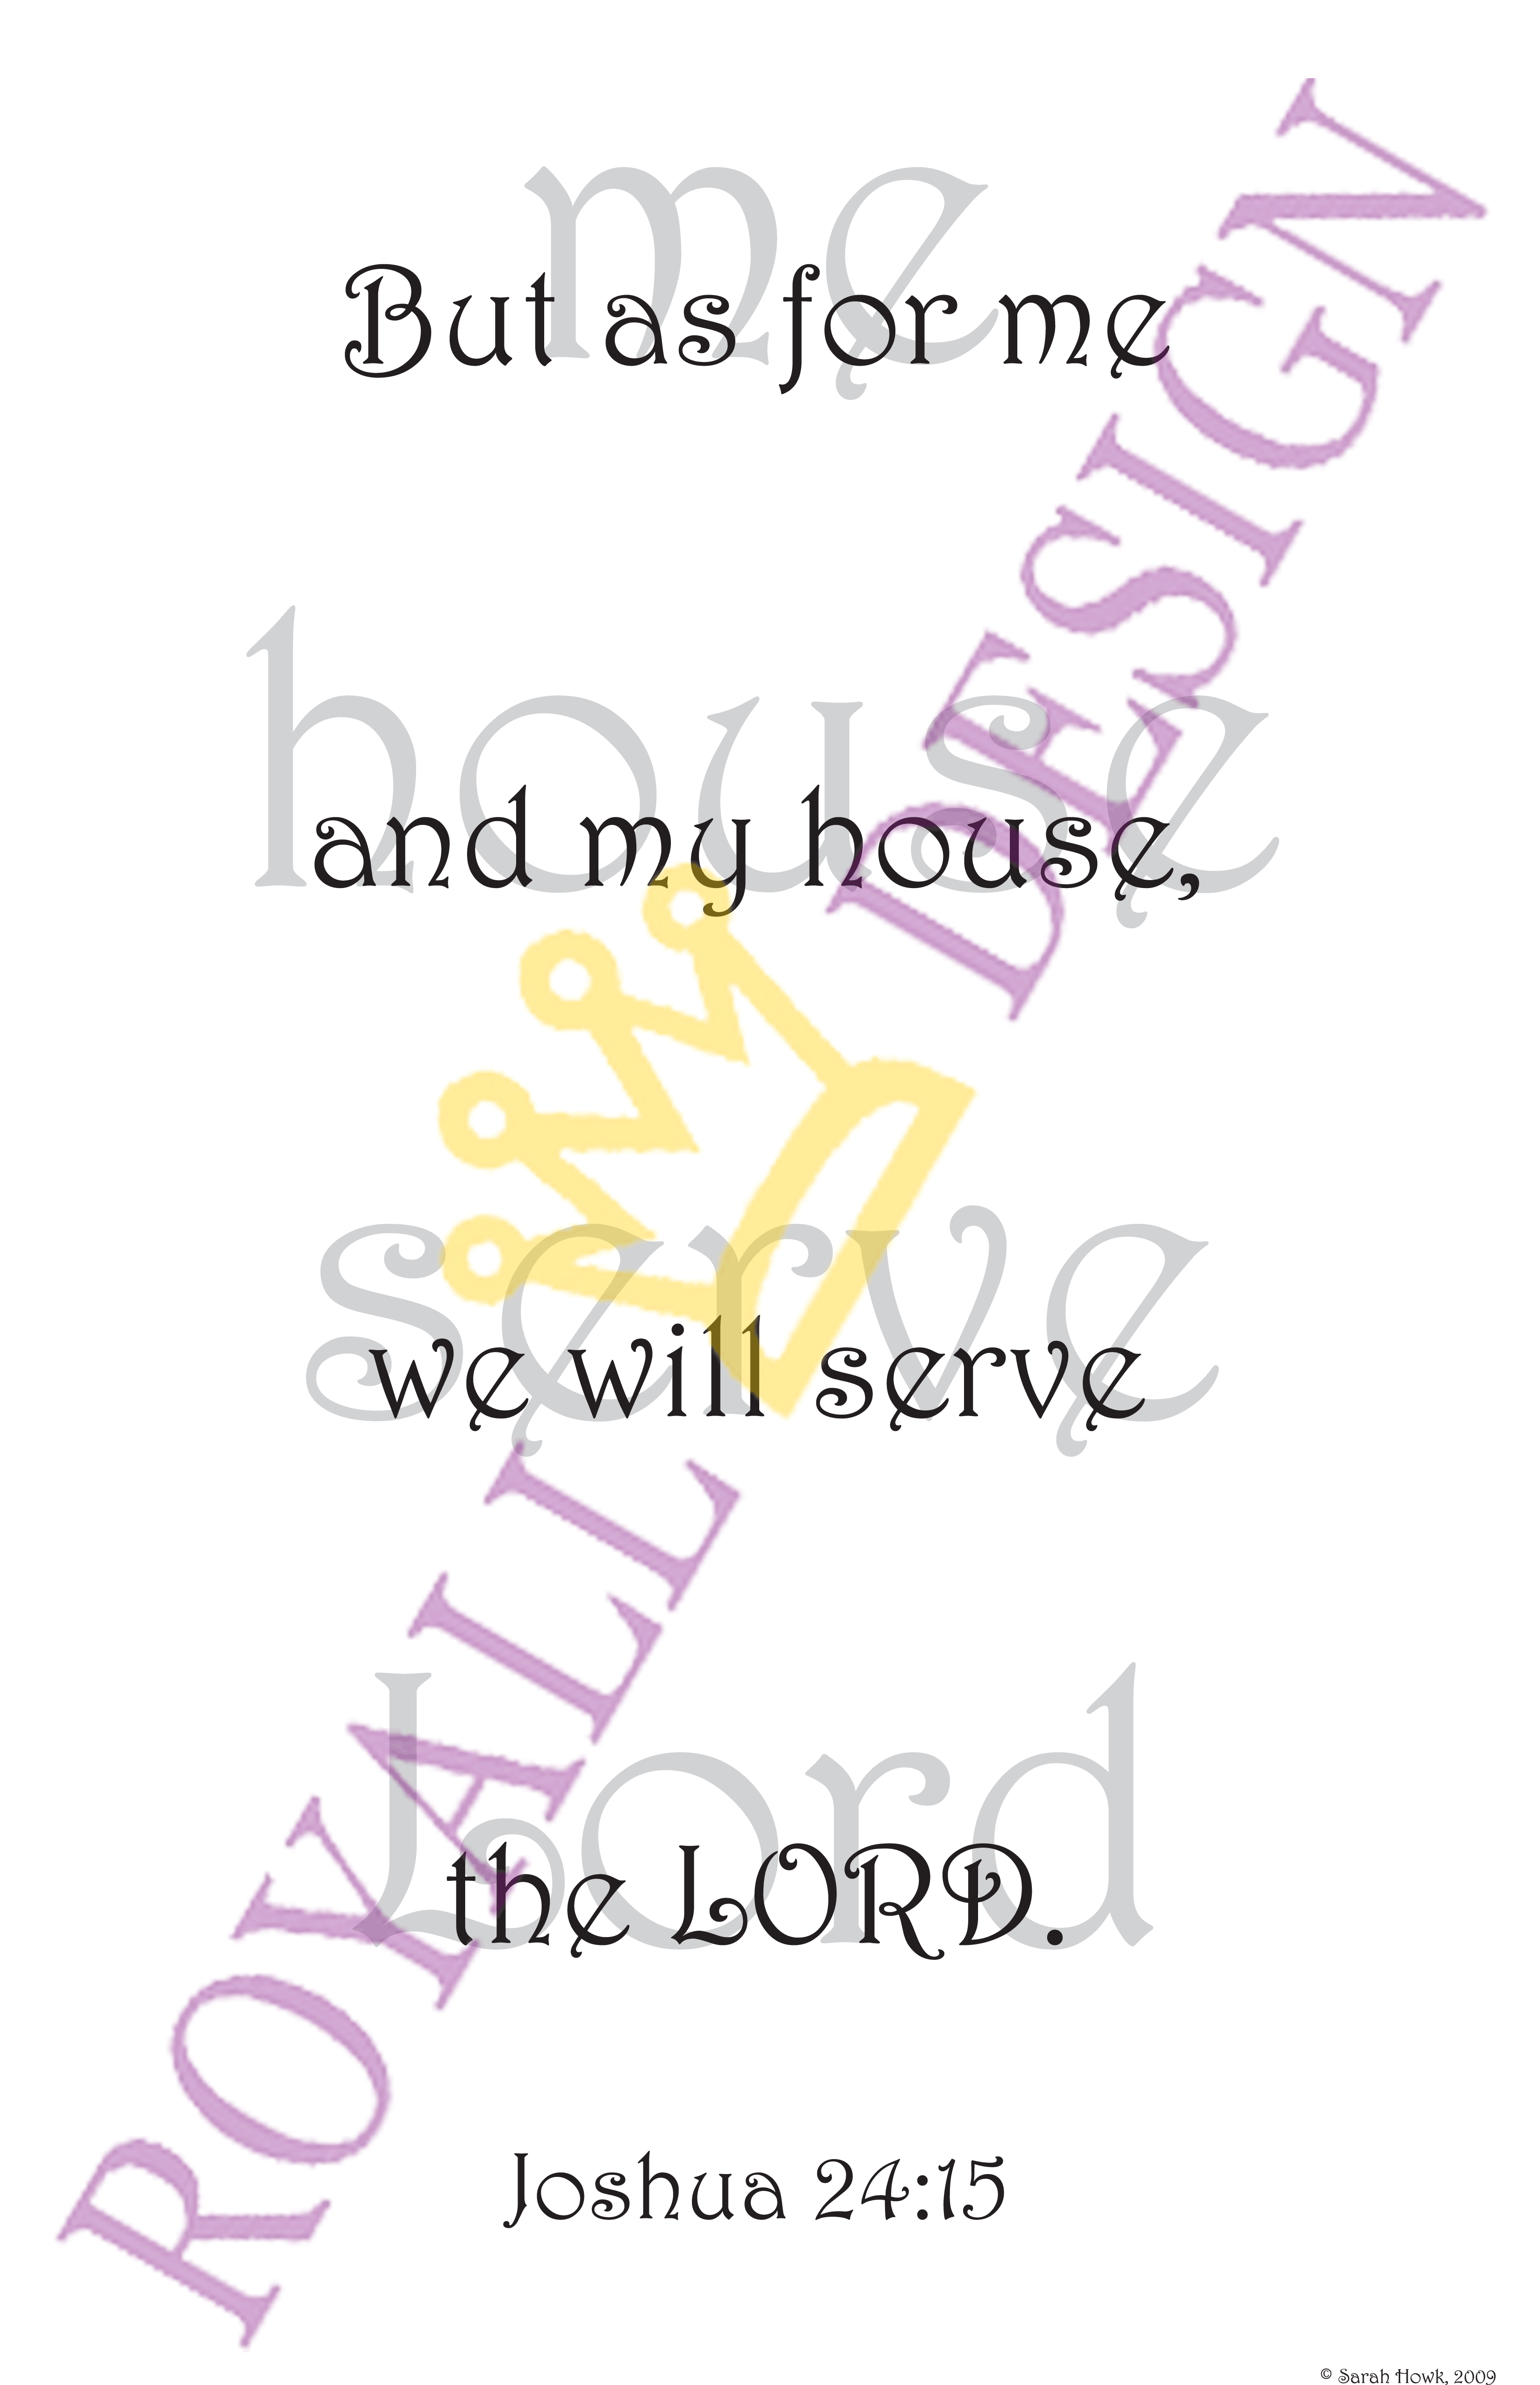 me
But as for me
house
and my house,
serve
we will serve
Lord
the LORD.
Joshua 24:15
ROYALL DESIGN
© Sarah Howk, 2009